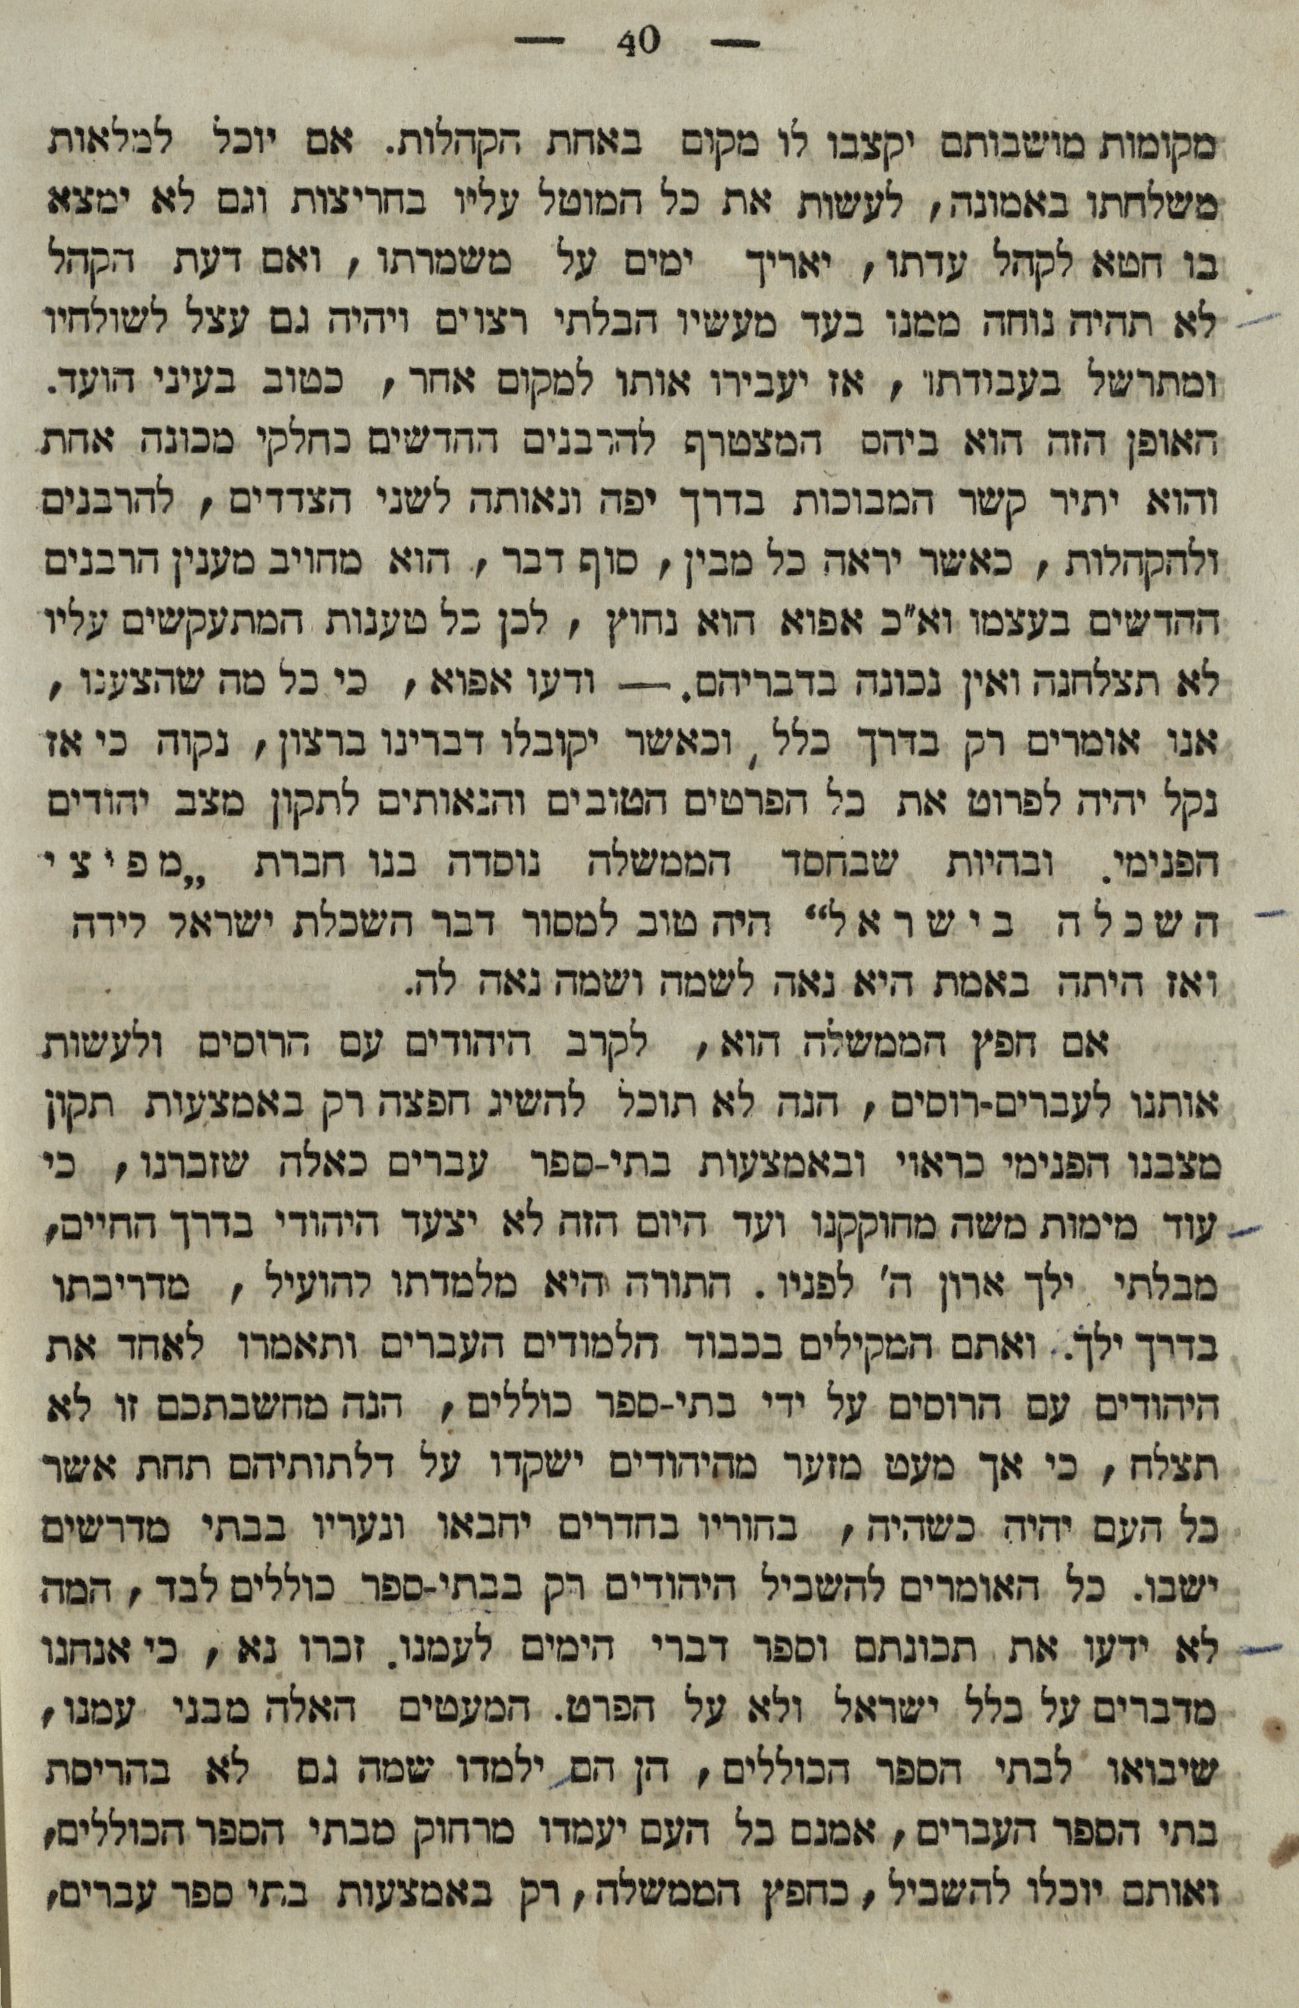 — 40 —
מקומות מושבותם יקצבו לו מקום באחת הקהלות. אם יוכל למלאות
משלחתו באמונה, לעשות את כל המוטל עליו בחריצות וגם לא ימצא
בו חטא לקהל עדתו, יאריך ימים על משמרתו, ואם דעת הקהל
לא תהיה נוחה ממנו בעד מעשיו הבלתי רצוים ויהיה גם עצל לשולחיו
ומתרשל בעבודתו, אז יעבירו אותו למקום אחר, כטוב בעיני הועד.
האופן הזה הוא ביחס המצטרף להרבנים החדשים כחלקי מכונה אחת
והוא יתיר קשר המבוכות בדרך יפה ונאותה לשני הצדדים, להרבנים
ולהקהלות, כאשר יראה כל מבין, סוף דבר, הוא מחויב מענין הרבנים
החדשים בעצמו וא"כ אפוא הוא נחוץ, לכן כל טענות המתעקשים עליו
לא תצלחנה ואין נכונה בדבריהם. — ודעו אפוא, כי כל מה שהצענו,
אנו אומרים רק בדרך כלל, וכאשר יקובלו דברינו ברצון, נקוה כי אז
נקל יהיה לפרוט את כל הפרטים הטובים והנאותים לתקון מצב יהודים
הפנימי. ובהיות שבחסד הממשלה נוסדה בנו חברת „מפיצי
השכלה בישראל“ היה טוב למסור דבר השכלת ישראל לידה
ואז היתה באמת היא נאה לשמה ושמה נאה לה.
אם חפץ הממשלה הוא, לקרב היהודים עם הרוסים ולעשות
אותנו לעברים-רוסים, הנה לא תוכל להשיג חפצה רק באמצעות תקון
מצבנו הפנימי כראוי ובאמצעות בתי-ספר עברים כאלה שזכרנו, כי
עוד מימות משה מחוקקנו ועד היום הזה לא יצעד היהודי בדרך החיים,
מבלתי ילך ארון ה' לפניו. התורה היא מלמדתו להועיל, מדריכתו
בדרך ילך. ואתם המקילים בכבוד הלמודים העברים ותאמרו לאחד את
היהודים עם הרוסים על ידי בתי-ספר כוללים, הנה מחשבתכם זו לא
תצלח, כי אך מעט מזער מהיהודים ישקדו על דלתותיהם תחת אשר
כל העם יהיה כשהיה, בחוריו בחדרים יחבאו ונעריו בבתי מדרשים
ישבו. כל האומרים להשכיל היהודים רק בבתי-ספר כוללים לבד, המה
לא ידעו את תכונתם וספר דברי הימים לעמנו. זכרו נא, כי אנחנו
מדברים על כלל ישראל ולא על הפרט. המעטים האלה מבני עמנו,
שיבואו לבתי הספר הכוללים, הן הם ילמדו שמה גם לא בהריסת
בתי הספר העברים, אמנם כל העם יעמדו מרחוק מבתי הספר הכוללים,
ואותם יוכלו להשכיל, כחפץ הממשלה, רק באמצעות בתי ספר עברים,